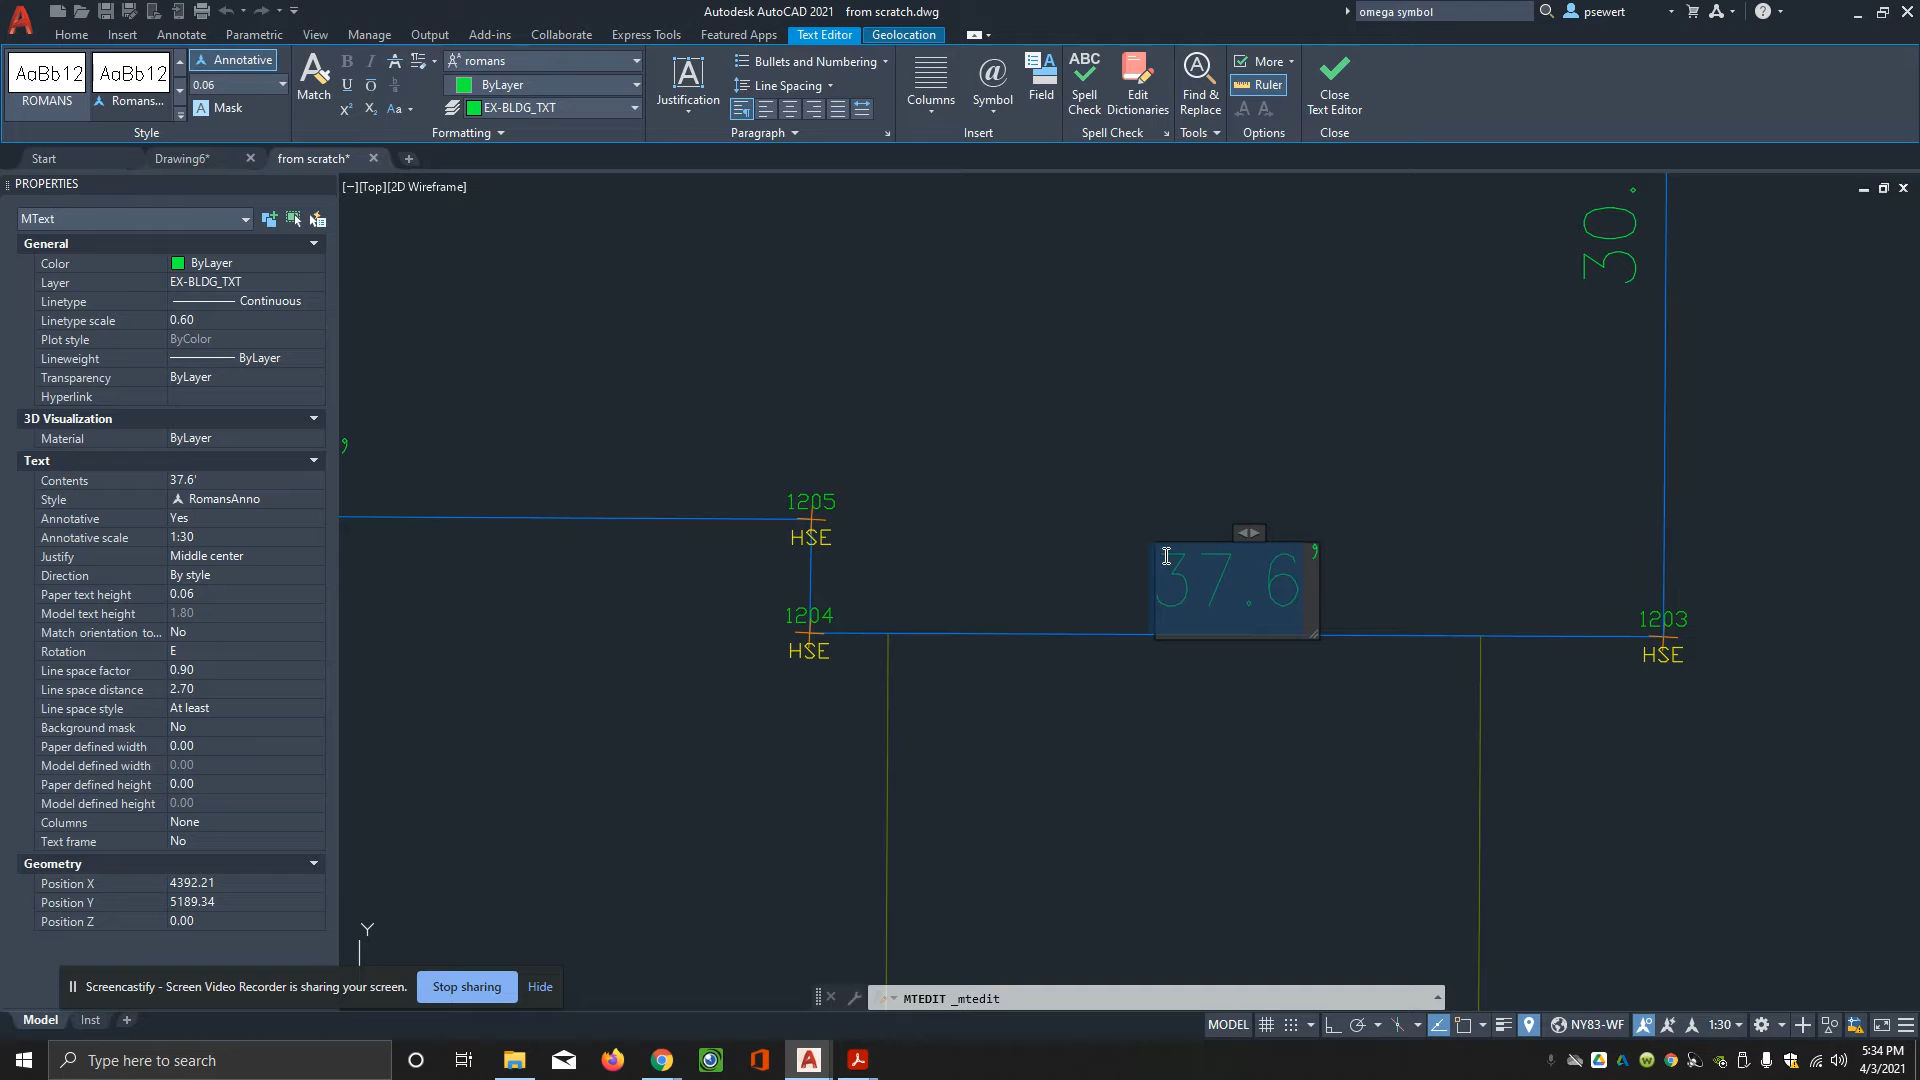 Autodesk AutoCAD 2021 from scratch.dwg
omega symbol
psewert
Home Insert Annotate Parametric View Manage Output Add-ins Collaborate Express Tools Featured Apps Text Editor Geolocation
AaBb12 AaBb12
ROMANS Romans...
Annotative
0.06
Mask
Style
Match
romans
ByLayer
EX-BLDG_TXT
Formatting
Justification
Bullets and Numbering
Line Spacing
Paragraph
Columns
Symbol
Field
Insert
ABC
Spell
Check
Edit
Dictionaries
Spell Check
Find &
Replace
Tools
More
Ruler
Options
Close
Text Editor
Close
Start Drawing6* from scratch*
PROPERTIES
[−][Top][2D Wireframe]
MText
General
Color ByLayer
Layer EX-BLDG_TXT
Linetype Continuous
Linetype scale 0.60
Plot style ByColor
Lineweight ByLayer
Transparency ByLayer
Hyperlink
3D Visualization
Material ByLayer
Text
Contents 37.6'
Style RomansAnno
Annotative Yes
Annotative scale 1:30
Justify Middle center
Direction By style
Paper text height 0.06
Model text height 1.80
Match orientation to... No
Rotation E
Line space factor 0.90
Line space distance 2.70
Line space style At least
Background mask No
Paper defined width 0.00
Model defined width 0.00
Paper defined height 0.00
Model defined height 0.00
Columns None
Text frame No
Geometry
Position X 4392.21
Position Y 5189.34
Position Z 0.00
30.
1205
HSE
1204
HSE
37.6'
1203
HSE
Y
Screencastify - Screen Video Recorder is sharing your screen. Stop sharing Hide
MTEDIT _mtedit
Model Inst
MODEL NY83-WF 1:30
Type here to search
5:34 PM
4/3/2021